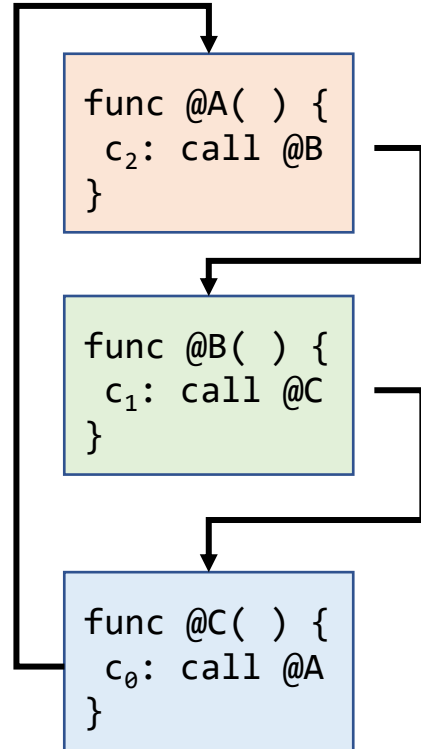 func @A( ) {
c₂: call @B
}
func @B( ) {
c₁: call @C
}
func @C( ) {
c₀: call @A
}